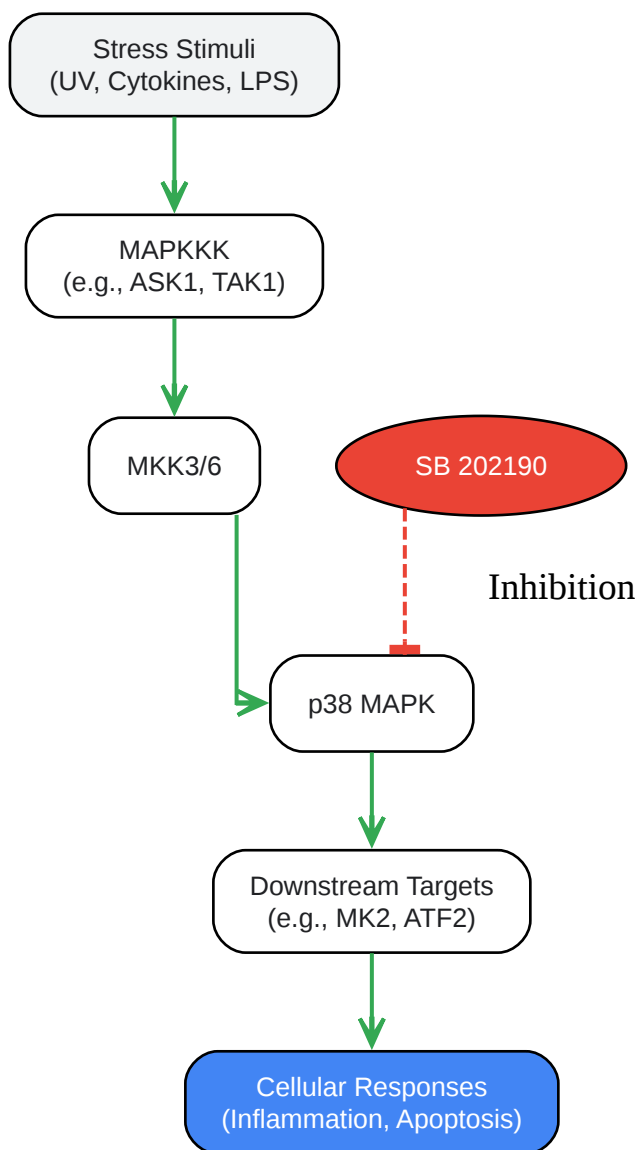 Stress Stimuli
(UV, Cytokines, LPS)
MAPKKK
(e.g., ASK1, TAK1)
MKK3/6
SB 202190
Inhibition
p38 MAPK
Downstream Targets
(e.g., MK2, ATF2)
Cellular Responses
(Inflammation, Apoptosis)